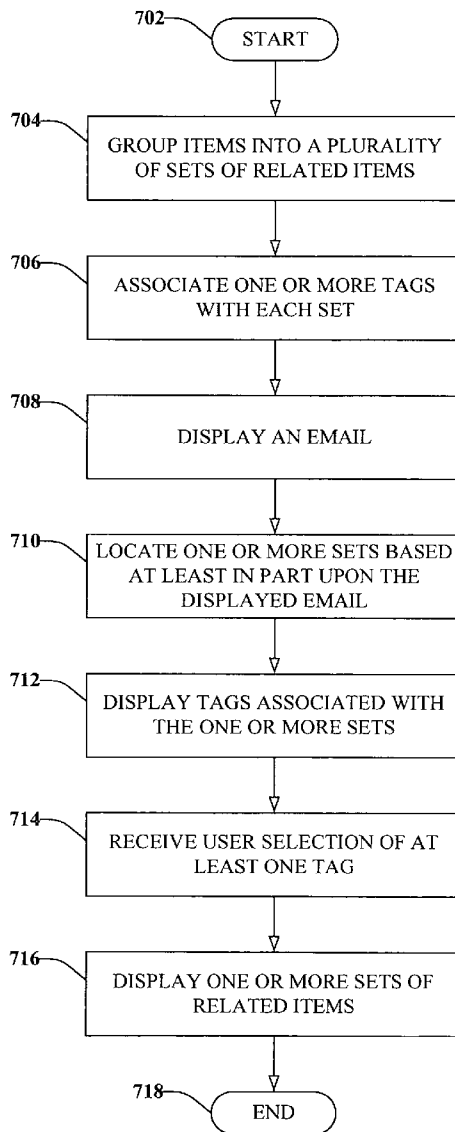 702
START
704
GROUP ITEMS INTO A PLURALITY
OF SETS OF RELATED ITEMS
706
ASSOCIATE ONE OR MORE TAGS
WITH EACH SET
708
DISPLAY AN EMAIL
710
LOCATE ONE OR MORE SETS BASED
AT LEAST IN PART UPON THE
DISPLAYED EMAIL
712
DISPLAY TAGS ASSOCIATED WITH
THE ONE OR MORE SETS
714
RECEIVE USER SELECTION OF AT
LEAST ONE TAG
716
DISPLAY ONE OR MORE SETS OF
RELATED ITEMS
718
END